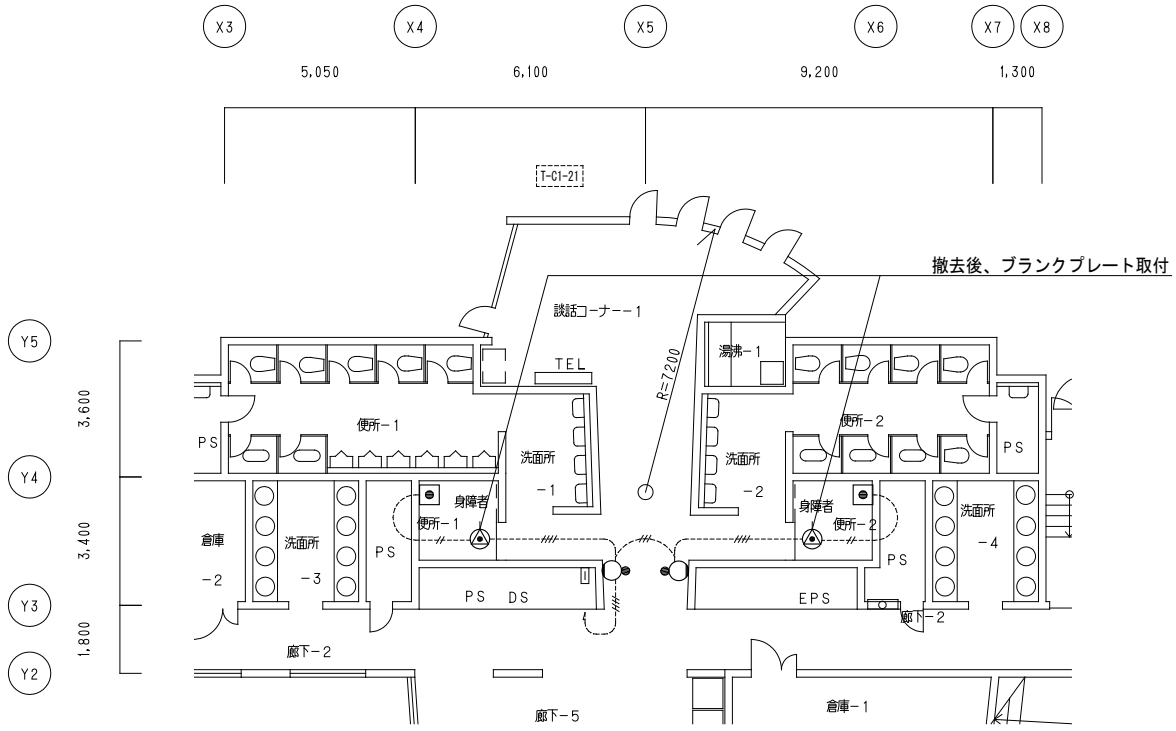 X3
X4
X5
X6
X7
X8
5,050
6,100
9,200
1,300
T-C1-21
撤去後、ブランクプレート取付
談話コーナー-1
Y5
湯沸-1
TEL
R=7200
3,600
便所-1
便所-2
PS
PS
洗面所
-1
洗面所
-2
Y4
身障者
便所-1
身障者
便所-2
洗面所
-4
3,400
倉庫
-2
洗面所
-3
PS
PS
PS DS
EPS
Y3
廊下-2
1,800
廊下-2
Y2
倉庫-1
廊下-5